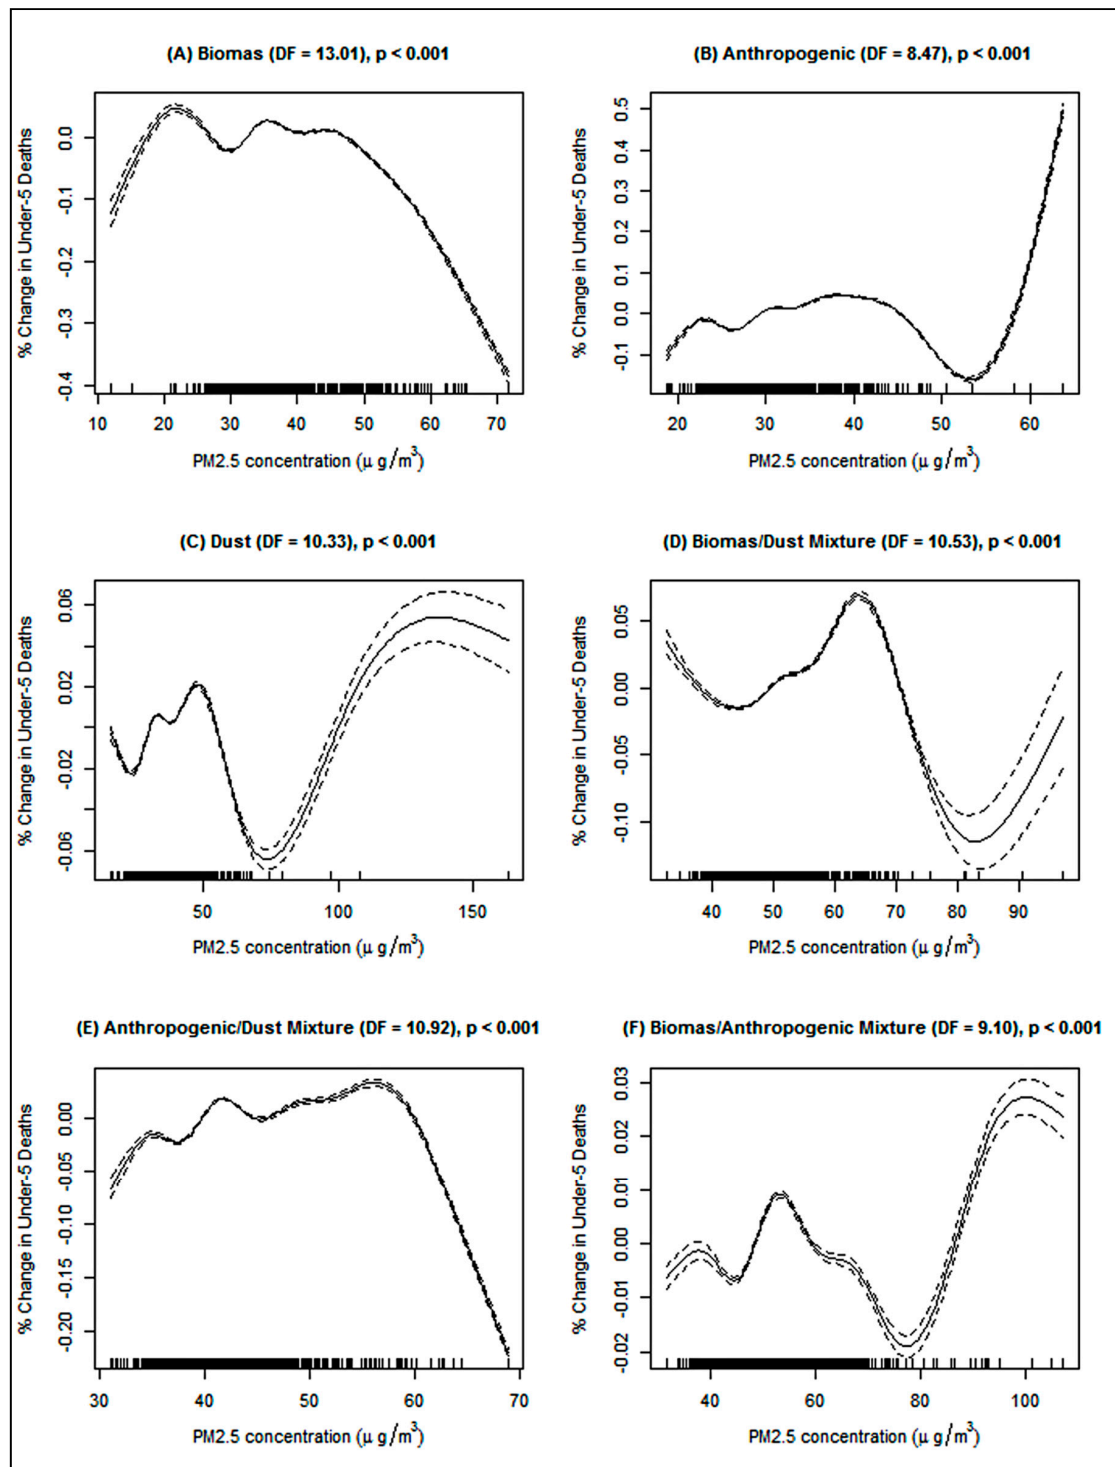 (A) Biomas (DF = 13.01), p < 0.001
% Change in Under-5 Deaths
0.0
-0.1
-0.2
-0.3
-0.4
10 20 30 40 50 60 70
PM2.5 concentration (μ g/m³)
(B) Anthropogenic (DF = 8.47), p < 0.001
% Change in Under-5 Deaths
0.5
0.4
0.3
0.2
0.1
0.0
-0.1
20 30 40 50 60
PM2.5 concentration (μ g/m³)
(C) Dust (DF = 10.33), p < 0.001
% Change in Under-5 Deaths
0.06
0.02
-0.02
-0.06
50 100 150
PM2.5 concentration (μ g/m³)
(D) Biomas/Dust Mixture (DF = 10.53), p < 0.001
% Change in Under-5 Deaths
0.05
0.00
-0.05
-0.10
40 50 60 70 80 90
PM2.5 concentration (μ g/m³)
(E) Anthropogenic/Dust Mixture (DF = 10.92), p < 0.001
% Change in Under-5 Deaths
0.00
-0.05
-0.10
-0.15
-0.20
30 40 50 60 70
PM2.5 concentration (μ g/m³)
(F) Biomas/Anthropogenic Mixture (DF = 9.10), p < 0.001
% Change in Under-5 Deaths
0.03
0.02
0.01
0.00
-0.01
-0.02
40 60 80 100
PM2.5 concentration (μ g/m³)